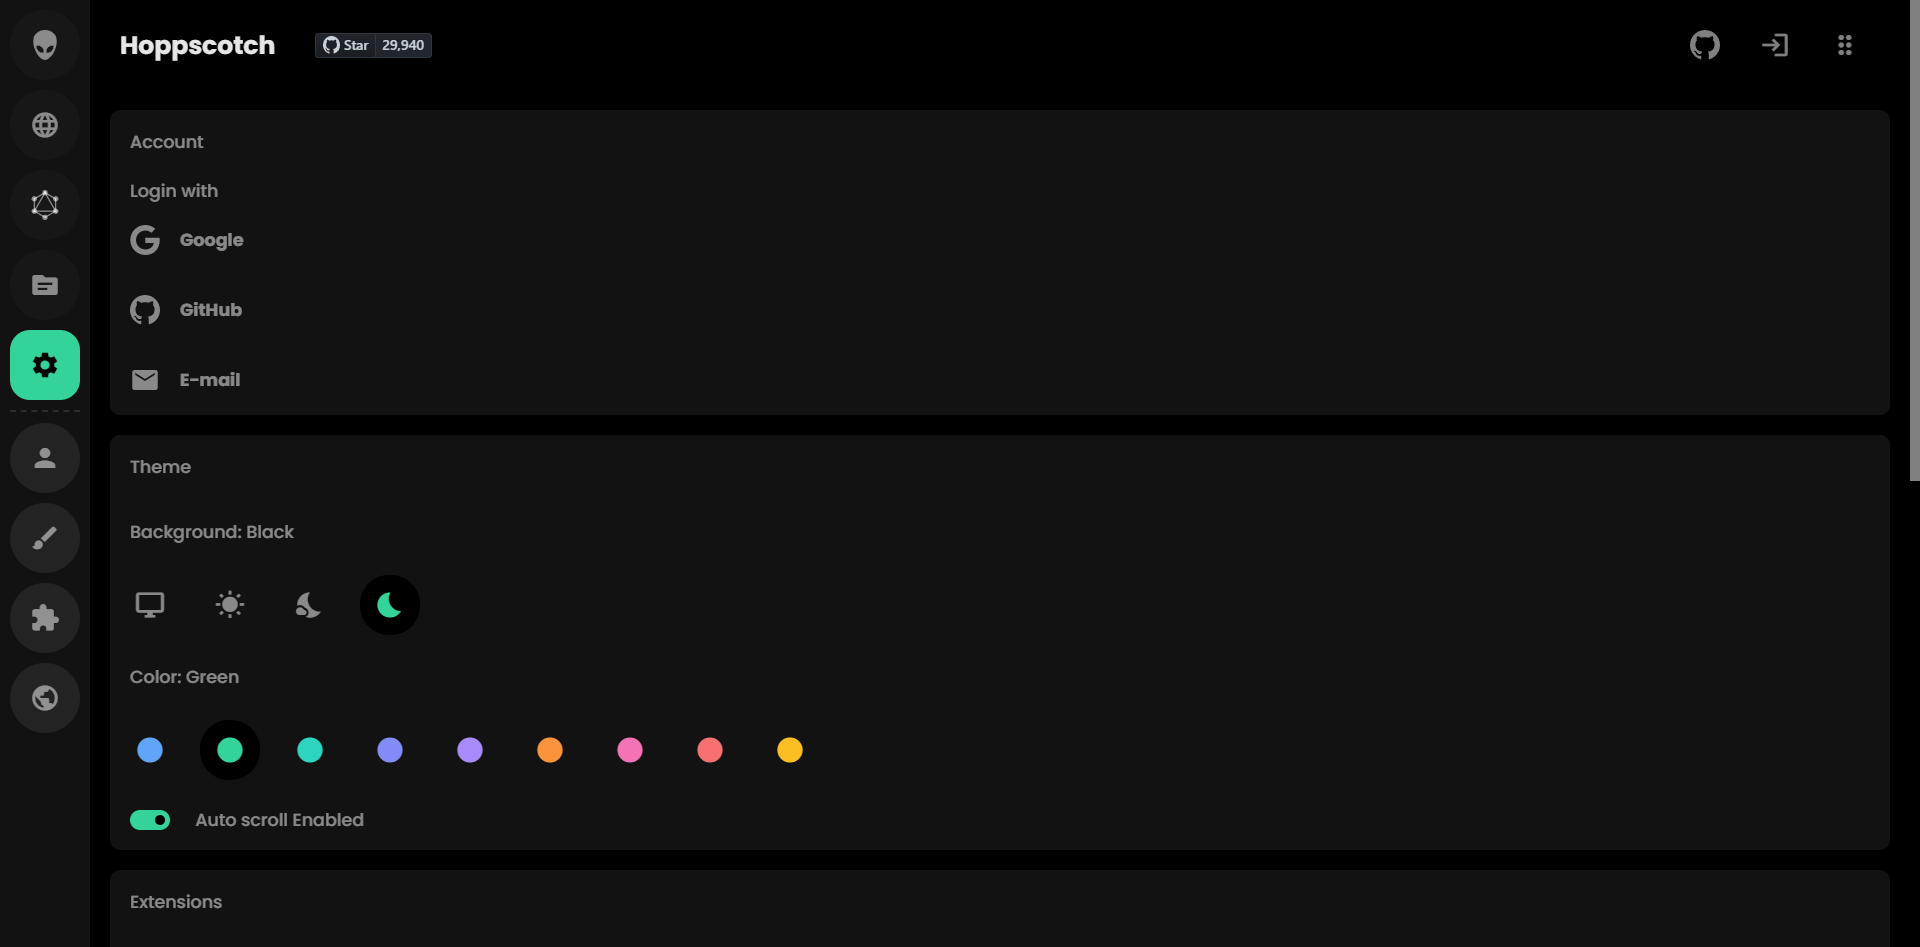 Hoppscotch
Star 29,940
Account
Login with
Google
GitHub
E-mail
Theme
Background: Black
Color: Green
Auto scroll Enabled
Extensions